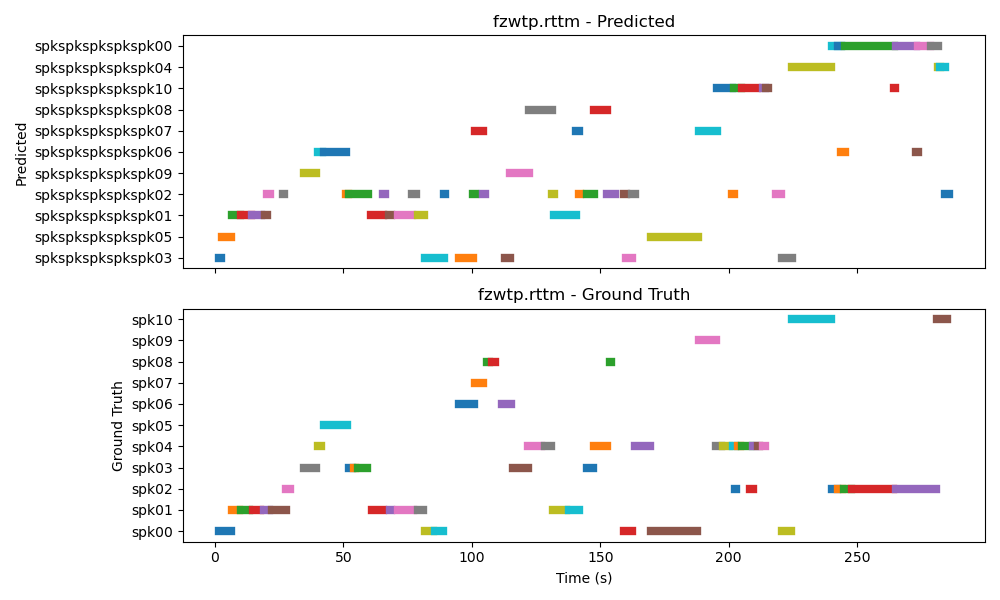 fzwtp.rttm - Predicted
Predicted
spkspkspkspkspk00
spkspkspkspkspk04
spkspkspkspkspk10
spkspkspkspkspk08
spkspkspkspkspk07
spkspkspkspkspk06
spkspkspkspkspk09
spkspkspkspkspk02
spkspkspkspkspk01
spkspkspkspkspk05
spkspkspkspkspk03
fzwtp.rttm - Ground Truth
Ground Truth
spk10
spk09
spk08
spk07
spk06
spk05
spk04
spk03
spk02
spk01
spk00
0 50 100 150 200 250
Time (s)